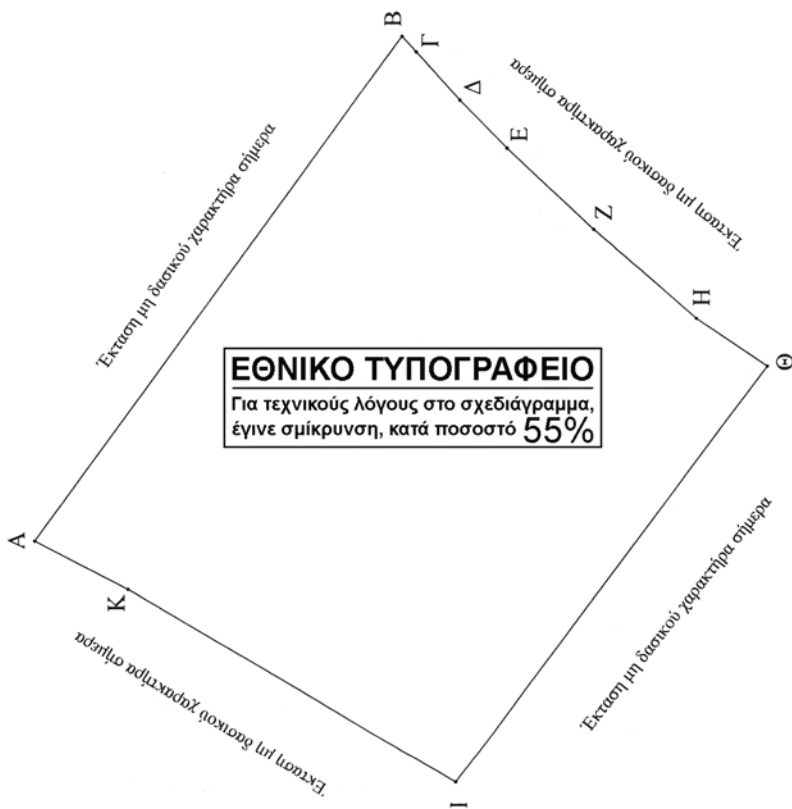 Β
Γ
Δ
Ε
Ζ
Η
Θ
Ι
Κ
Α
Έκταση μη δασικού χαρακτήρα σήμερα
Έκταση μη δασικού χαρακτήρα σήμερα
ΕΘΝΙΚΟ ΤΥΠΟΓΡΑΦΕΙΟ
Για τεχνικούς λόγους στο σχεδιάγραμμα,
έγινε σμίκρυνση, κατά ποσοστό 55%
Έκταση μη δασικού χαρακτήρα σήμερα
Έκταση μη δασικού χαρακτήρα σήμερα